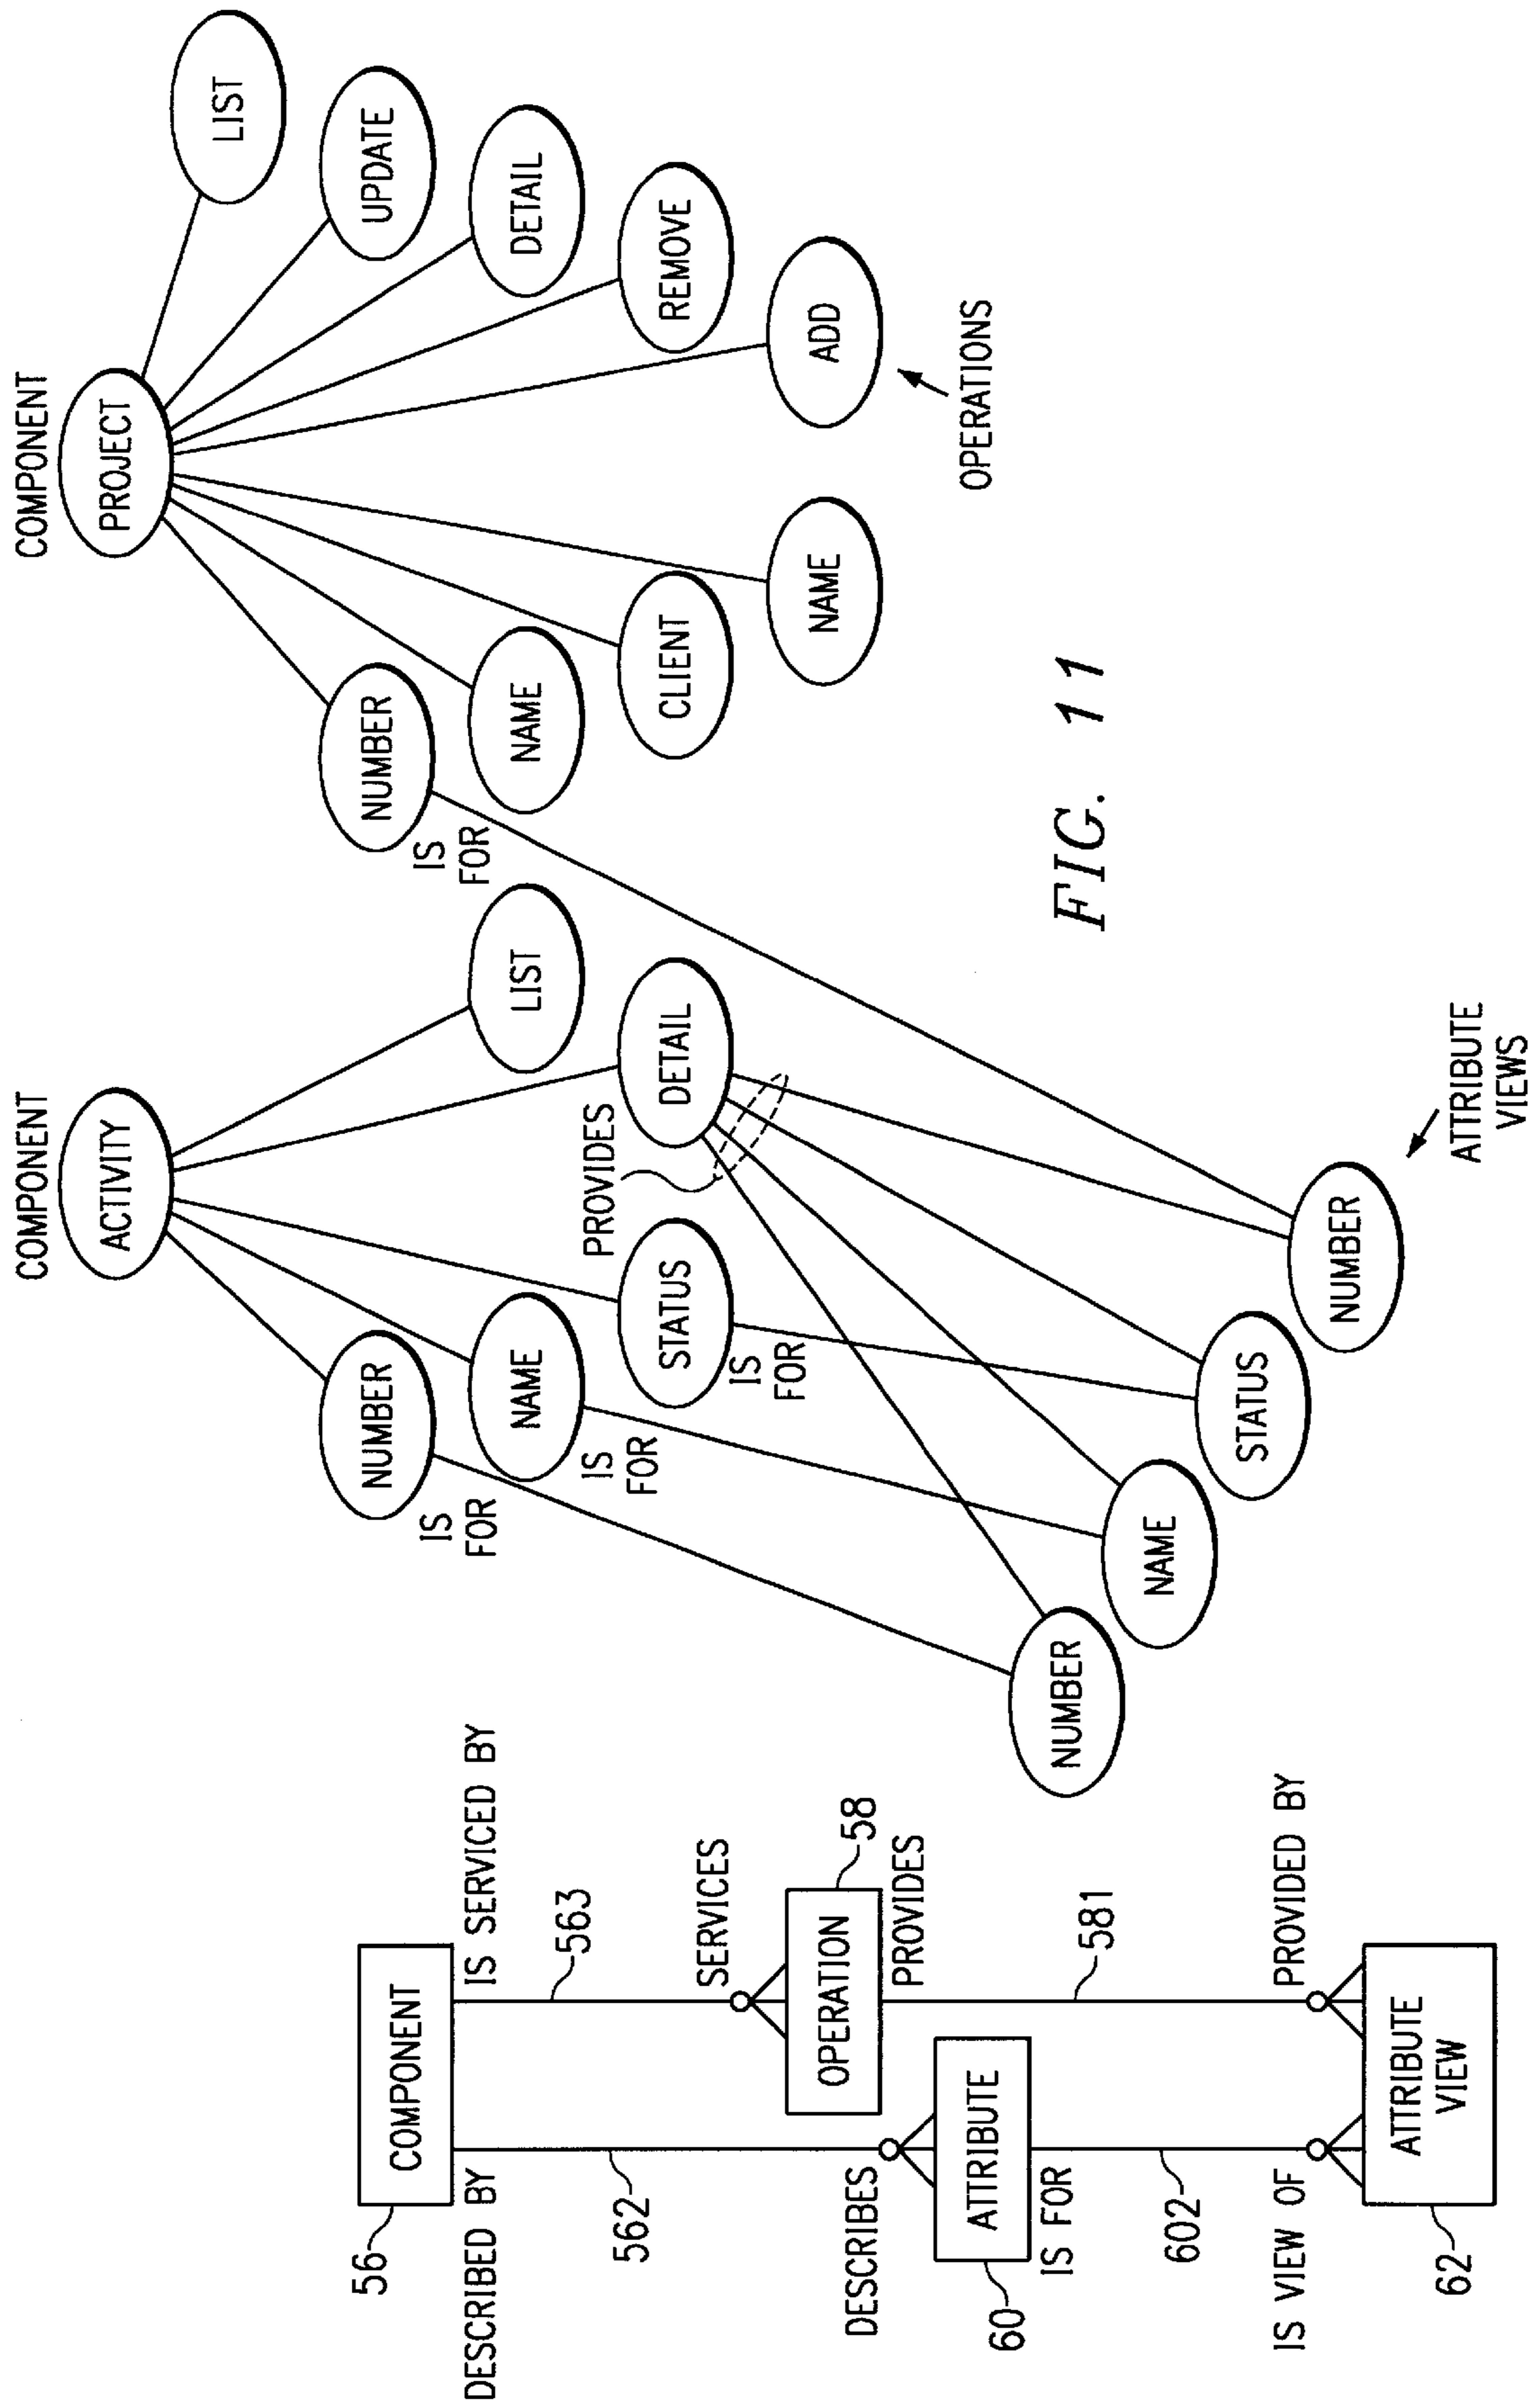 COMPONENT
56
DESCRIBED BY
IS SERVICED BY
562
563
SERVICES
OPERATION
58
DESCRIBES
PROVIDES
ATTRIBUTE
60
IS FOR
602
581
IS VIEW OF
PROVIDED BY
ATTRIBUTE
VIEW
62
COMPONENT
ACTIVITY
NUMBER
IS
FOR
NAME
IS
FOR
STATUS
IS
FOR
LIST
DETAIL
PROVIDES
NUMBER
NAME
STATUS
NUMBER
ATTRIBUTE
VIEWS
COMPONENT
PROJECT
NUMBER
IS
FOR
NAME
CLIENT
NAME
LIST
UPDATE
DETAIL
REMOVE
ADD
OPERATIONS
FIG. 11